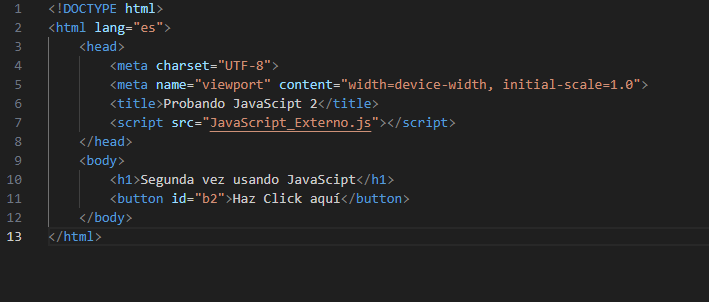 1 <!DOCTYPE html>
2 <html lang="es">
3 <head>
4 <meta charset="UTF-8">
5 <meta name="viewport" content="width=device-width, initial-scale=1.0">
6 <title>Probando JavaScipt 2</title>
7 <script src="JavaScript_Externo.js"></script>
8 </head>
9 <body>
10 <h1>Segunda vez usando JavaScipt</h1>
11 <button id="b2">Haz Click aquí</button>
12 </body>
13 </html>